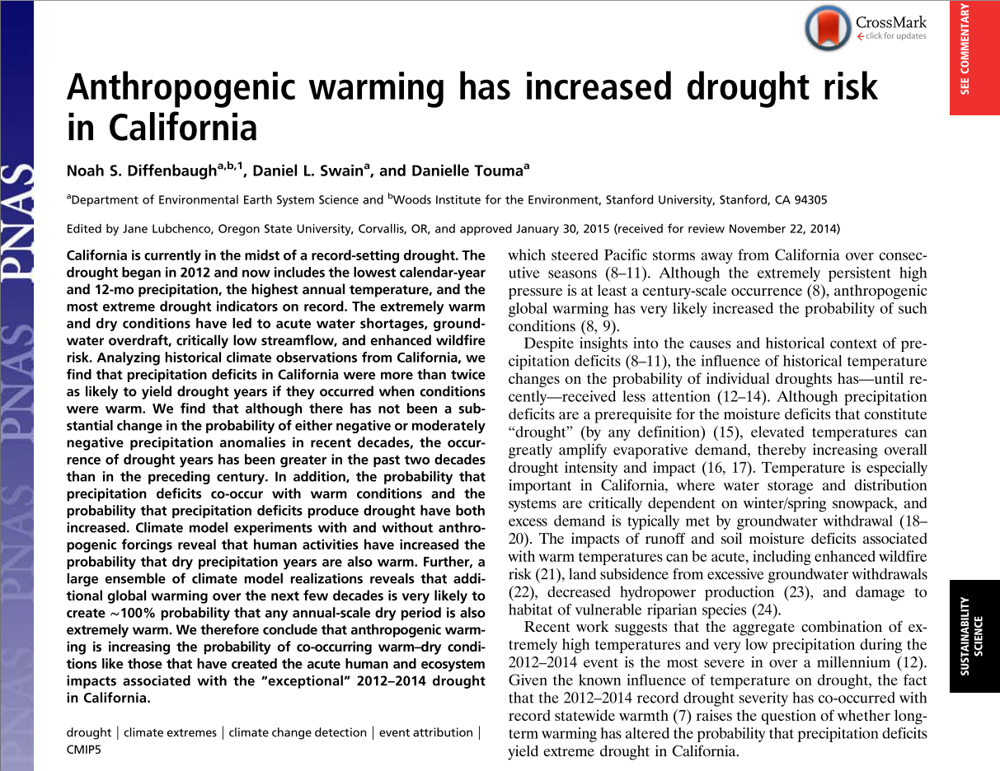 CrossMark
click for updates
SEE COMMENTARY
Anthropogenic warming has increased drought risk
in California
Noah S. Diffenbaugha,b,1, Daniel L. Swaina, and Danielle Toumaa
aDepartment of Environmental Earth System Science and bWoods Institute for the Environment, Stanford University, Stanford, CA 94305
Edited by Jane Lubchenco, Oregon State University, Corvallis, OR, and approved January 30, 2015 (received for review November 22, 2014)
California is currently in the midst of a record-setting drought. The
drought began in 2012 and now includes the lowest calendar-year
and 12-mo precipitation, the highest annual temperature, and the
most extreme drought indicators on record. The extremely warm
and dry conditions have led to acute water shortages, ground-
water overdraft, critically low streamflow, and enhanced wildfire
risk. Analyzing historical climate observations from California, we
find that precipitation deficits in California were more than twice
as likely to yield drought years if they occurred when conditions
were warm. We find that although there has not been a sub-
stantial change in the probability of either negative or moderately
negative precipitation anomalies in recent decades, the occur-
rence of drought years has been greater in the past two decades
than in the preceding century. In addition, the probability that
precipitation deficits co-occur with warm conditions and the
probability that precipitation deficits produce drought have both
increased. Climate model experiments with and without anthro-
pogenic forcings reveal that human activities have increased the
probability that dry precipitation years are also warm. Further, a
large ensemble of climate model realizations reveals that addi-
tional global warming over the next few decades is very likely to
create ~100% probability that any annual-scale dry period is also
extremely warm. We therefore conclude that anthropogenic warm-
ing is increasing the probability of co-occurring warm–dry condi-
tions like those that have created the acute human and ecosystem
impacts associated with the “exceptional” 2012–2014 drought
in California.
drought | climate extremes | climate change detection | event attribution |
CMIP5
which steered Pacific storms away from California over consec-
utive seasons (8–11). Although the extremely persistent high
pressure is at least a century-scale occurrence (8), anthropogenic
global warming has very likely increased the probability of such
conditions (8, 9).
Despite insights into the causes and historical context of pre-
cipitation deficits (8–11), the influence of historical temperature
changes on the probability of individual droughts has—until re-
cently—received less attention (12–14). Although precipitation
deficits are a prerequisite for the moisture deficits that constitute
“drought” (by any definition) (15), elevated temperatures can
greatly amplify evaporative demand, thereby increasing overall
drought intensity and impact (16, 17). Temperature is especially
important in California, where water storage and distribution
systems are critically dependent on winter/spring snowpack, and
excess demand is typically met by groundwater withdrawal (18–
20). The impacts of runoff and soil moisture deficits associated
with warm temperatures can be acute, including enhanced wildfire
risk (21), land subsidence from excessive groundwater withdrawals
(22), decreased hydropower production (23), and damage to
habitat of vulnerable riparian species (24).
Recent work suggests that the aggregate combination of ex-
tremely high temperatures and very low precipitation during the
2012–2014 event is the most severe in over a millennium (12).
Given the known influence of temperature on drought, the fact
that the 2012–2014 record drought severity has co-occurred with
record statewide warmth (7) raises the question of whether long-
term warming has altered the probability that precipitation deficits
yield extreme drought in California.
SUSTAINABILITY
SCIENCE
PNAS
PNAS
PNAS
PNAS